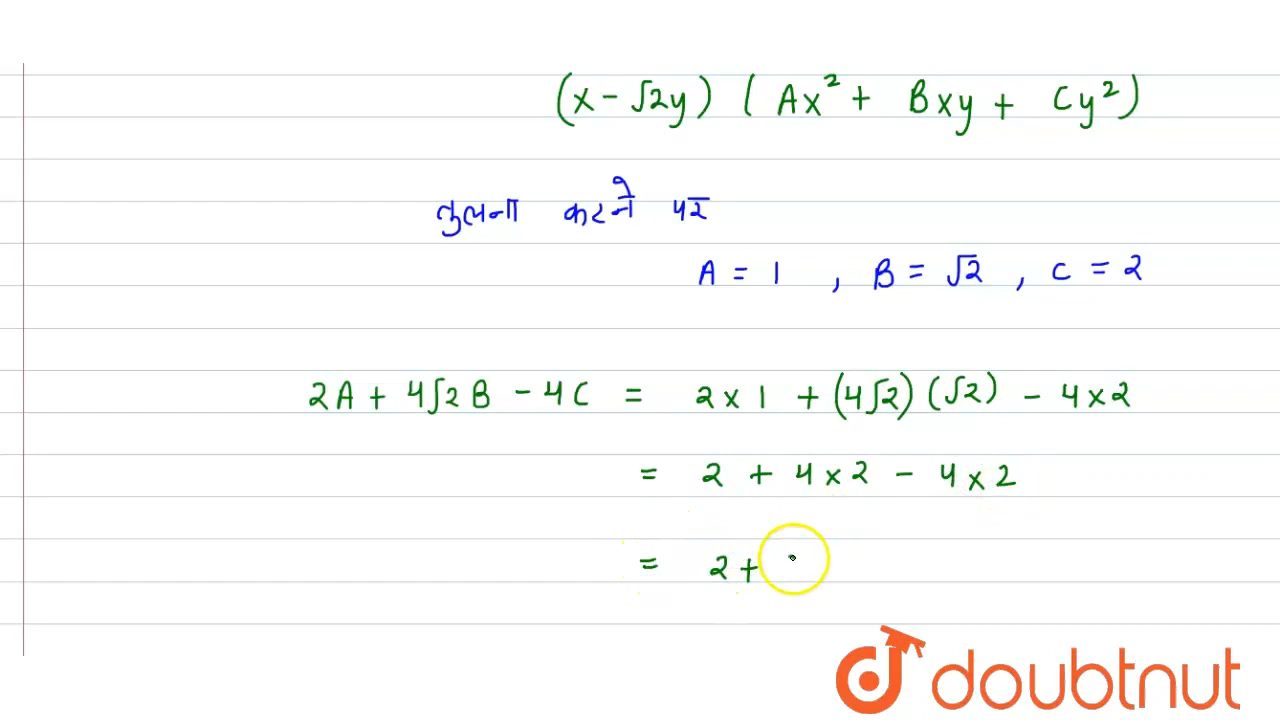 (x - √2y) ( Ax² + Bxy + Cy²)
तुलना करने पर
A = 1 , B = √2 , C = 2
2A + 4√2B - 4C = 2 × 1 + (4√2) (√2) - 4 × 2
= 2 + 4 × 2 - 4 × 2
= 2 +
doubtnut